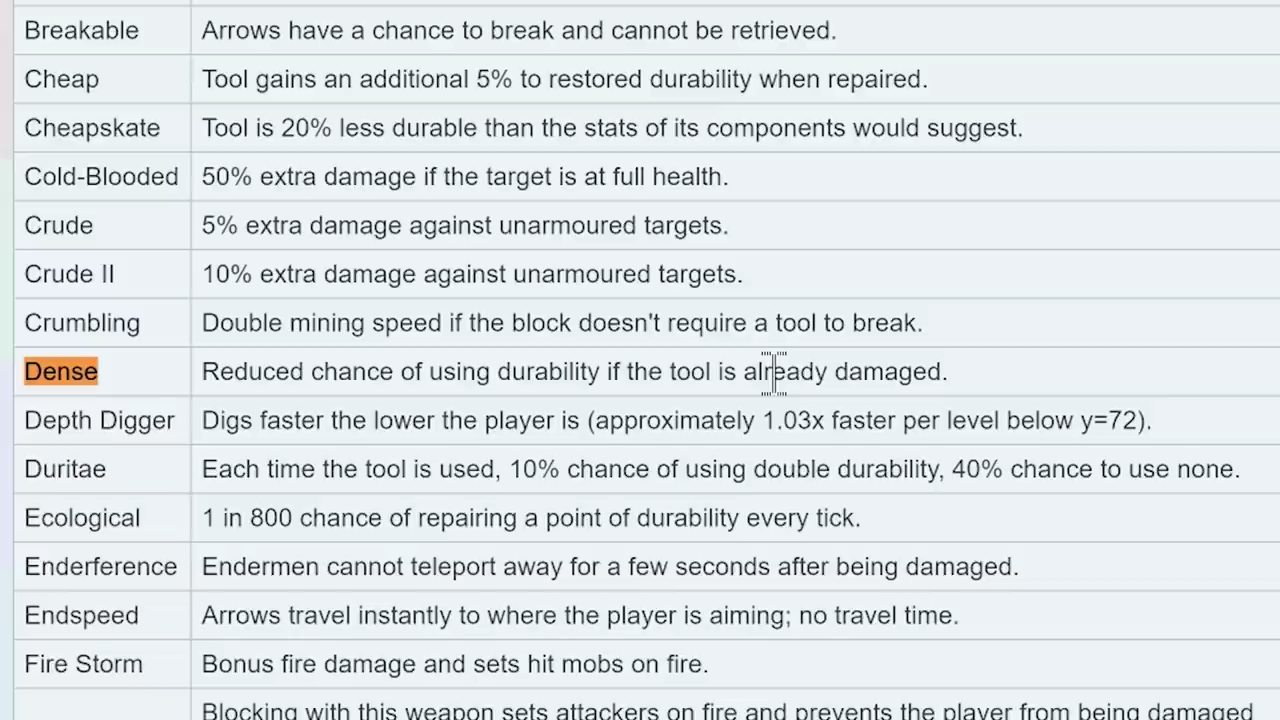 Breakable Arrows have a chance to break and cannot be retrieved.
Cheap Tool gains an additional 5% to restored durability when repaired.
Cheapskate Tool is 20% less durable than the stats of its components would suggest.
Cold-Blooded 50% extra damage if the target is at full health.
Crude 5% extra damage against unarmoured targets.
Crude II 10% extra damage against unarmoured targets.
Crumbling Double mining speed if the block doesn't require a tool to break.
Dense Reduced chance of using durability if the tool is already damaged.
Depth Digger Digs faster the lower the player is (approximately 1.03x faster per level below y=72).
Duritae Each time the tool is used, 10% chance of using double durability, 40% chance to use none.
Ecological 1 in 800 chance of repairing a point of durability every tick.
Enderference Endermen cannot teleport away for a few seconds after being damaged.
Endspeed Arrows travel instantly to where the player is aiming; no travel time.
Fire Storm Bonus fire damage and sets hit mobs on fire.
Blocking with this weapon sets attackers on fire and prevents the player from being damaged